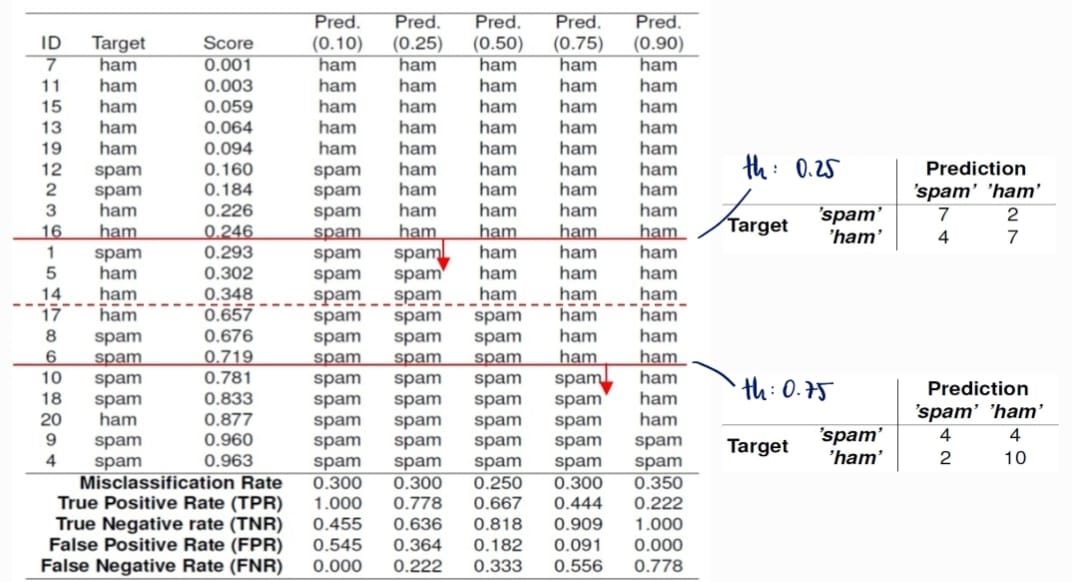 Pred. Pred. Pred. Pred. Pred.
ID Target Score (0.10) (0.25) (0.50) (0.75) (0.90)
7 ham 0.001 ham ham ham ham ham
11 ham 0.003 ham ham ham ham ham
15 ham 0.059 ham ham ham ham ham
13 ham 0.064 ham ham ham ham ham
19 ham 0.094 ham ham ham ham ham
12 spam 0.160 spam ham ham ham ham
2 spam 0.184 spam ham ham ham ham
3 ham 0.226 spam ham ham ham ham
16 ham 0.246 spam ham ham ham ham
1 spam 0.293 spam spam ham ham ham
5 ham 0.302 spam spam ham ham ham
14 ham 0.348 spam spam ham ham ham
17 ham 0.657 spam spam spam ham ham
8 spam 0.676 spam spam spam ham ham
6 spam 0.719 spam spam spam ham ham
10 spam 0.781 spam spam spam spam ham
18 spam 0.833 spam spam spam spam ham
20 ham 0.877 spam spam spam spam ham
9 spam 0.960 spam spam spam spam spam
4 spam 0.963 spam spam spam spam spam
Misclassification Rate 0.300 0.300 0.250 0.300 0.350
True Positive Rate (TPR) 1.000 0.778 0.667 0.444 0.222
True Negative rate (TNR) 0.455 0.636 0.818 0.909 1.000
False Positive Rate (FPR) 0.545 0.364 0.182 0.091 0.000
False Negative Rate (FNR) 0.000 0.222 0.333 0.556 0.778
th: 0.25
Prediction
'spam' 'ham'
Target 'spam' 7 2
'ham' 4 7
th: 0.75
Prediction
'spam' 'ham'
Target 'spam' 4 4
'ham' 2 10